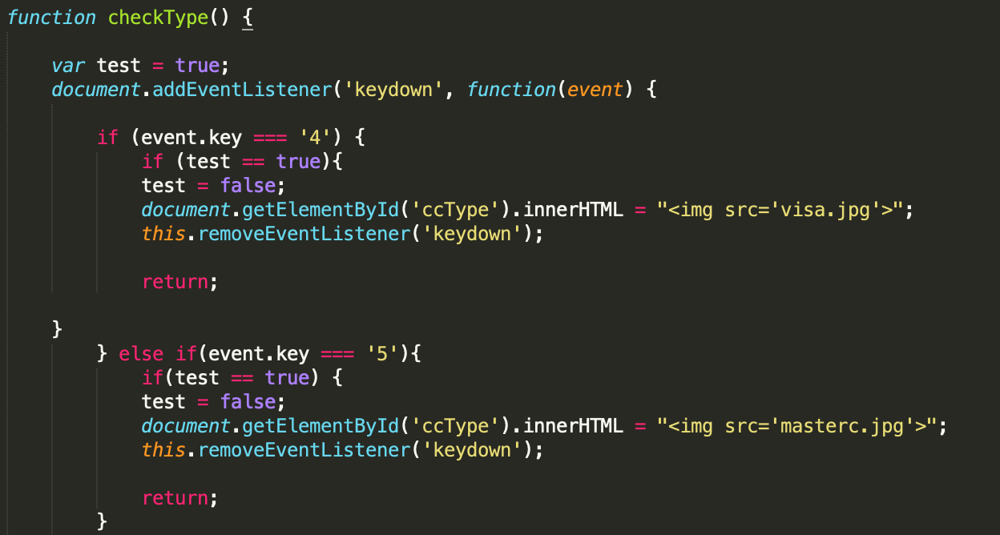 function checkType() {
var test = true;
document.addEventListener('keydown', function(event) {
if (event.key === '4') {
if (test == true){
test = false;
document.getElementById('ccType').innerHTML = "<img src='visa.jpg'>";
this.removeEventListener('keydown');
return;
}
} else if(event.key === '5'){
if(test == true) {
test = false;
document.getElementById('ccType').innerHTML = "<img src='masterc.jpg'>";
this.removeEventListener('keydown');
return;
}